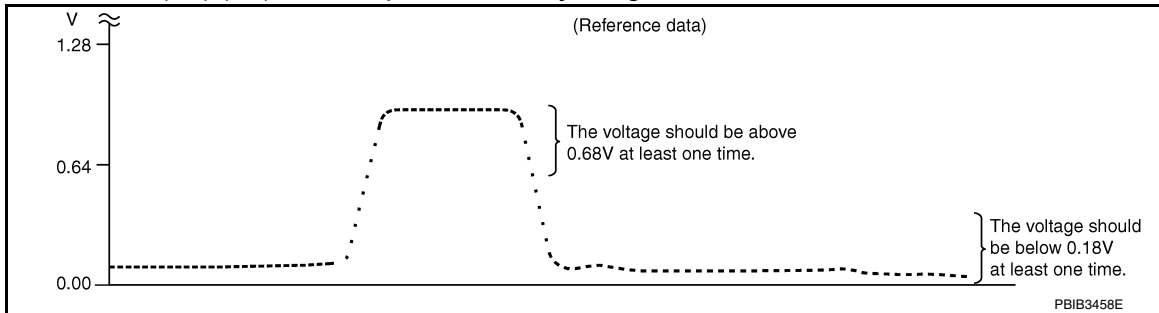 V
(Reference data)
1.28
The voltage should be above
0.68V at least one time.
0.64
The voltage should
be below 0.18V
at least one time.
0.00
PBIB3458E